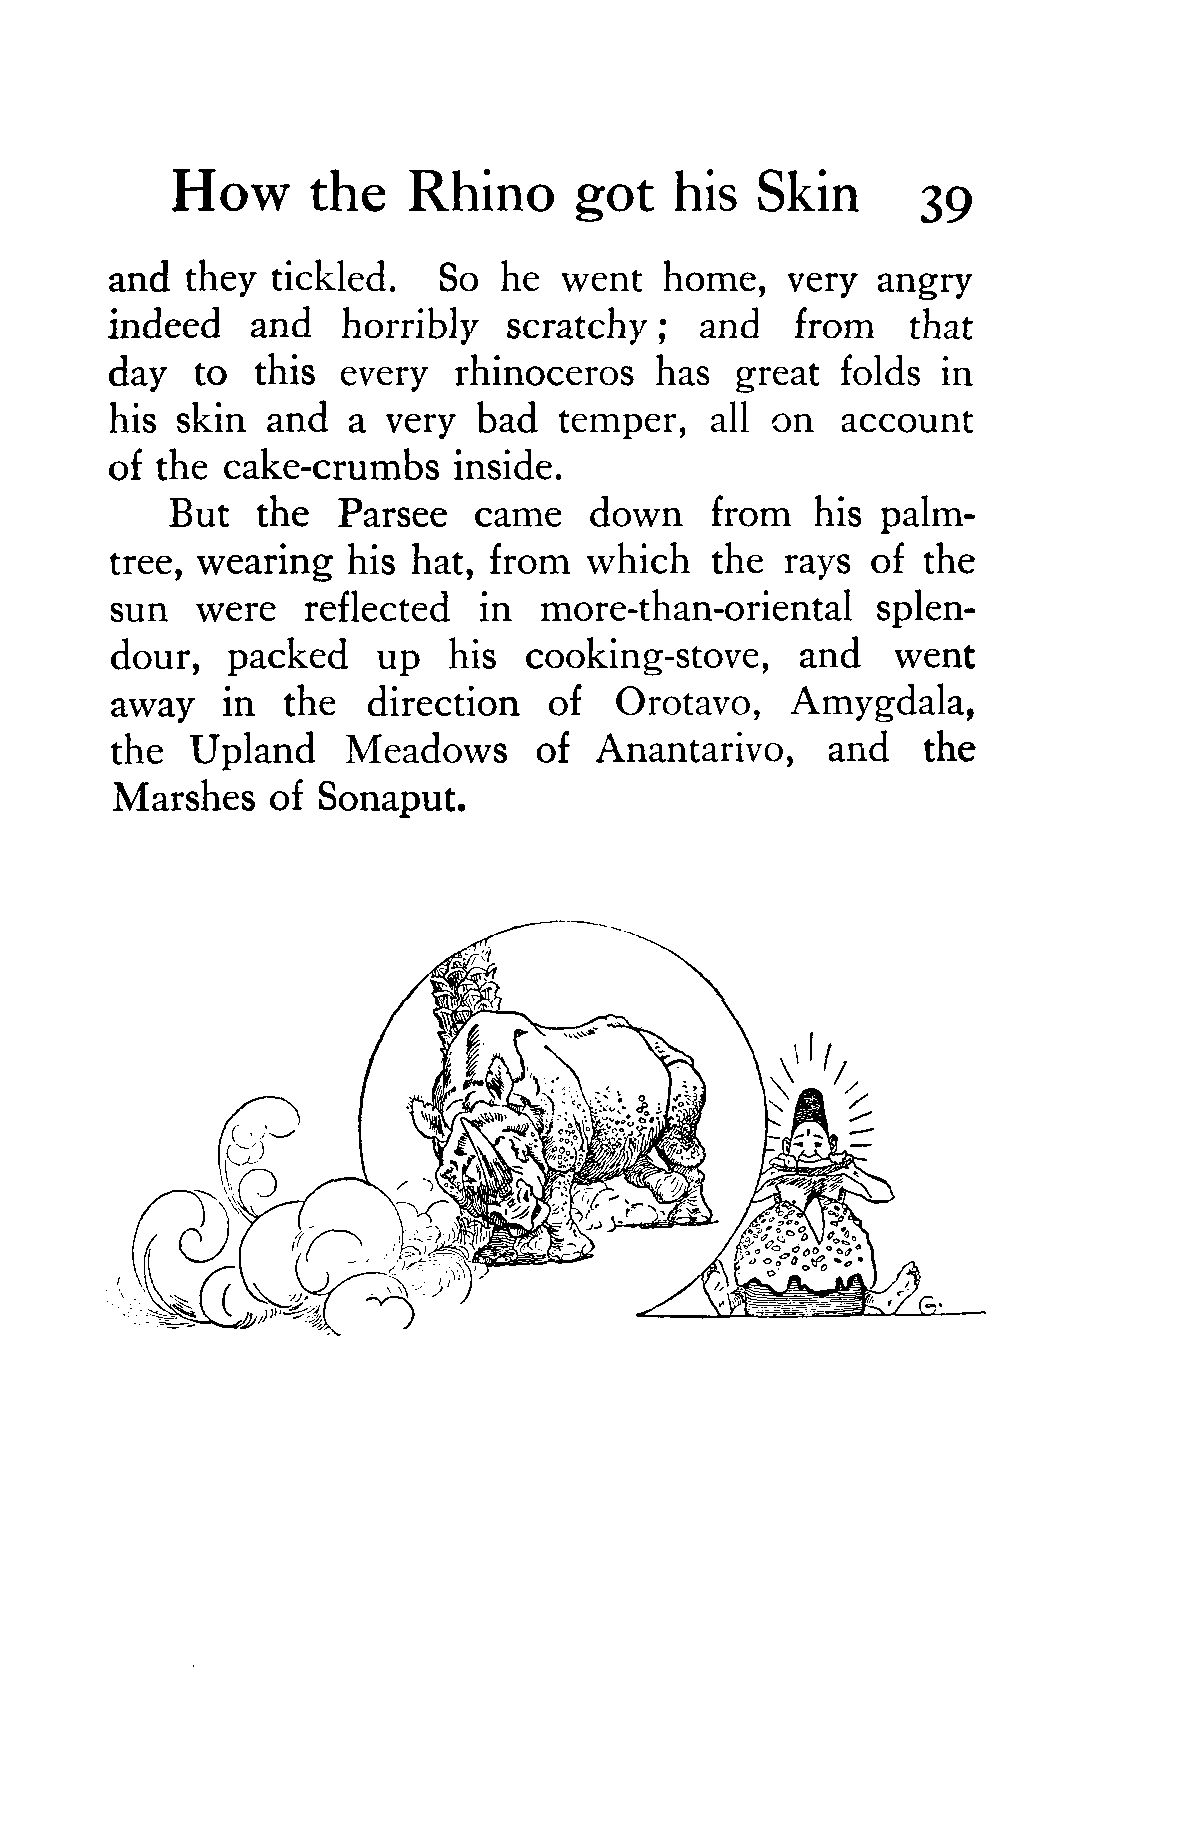 How the Rhino got his Skin 39
and they tickled. So he went home, very angry
indeed and horribly scratchy; and from that
day to this every rhinoceros has great folds in
his skin and a very bad temper, all on account
of the cake-crumbs inside.
But the Parsee came down from his palm-
tree, wearing his hat, from which the rays of the
sun were reflected in more-than-oriental splen-
dour, packed up his cooking-stove, and went
away in the direction of Orotavo, Amygdala,
the Upland Meadows of Anantarivo, and the
Marshes of Sonaput.
G.